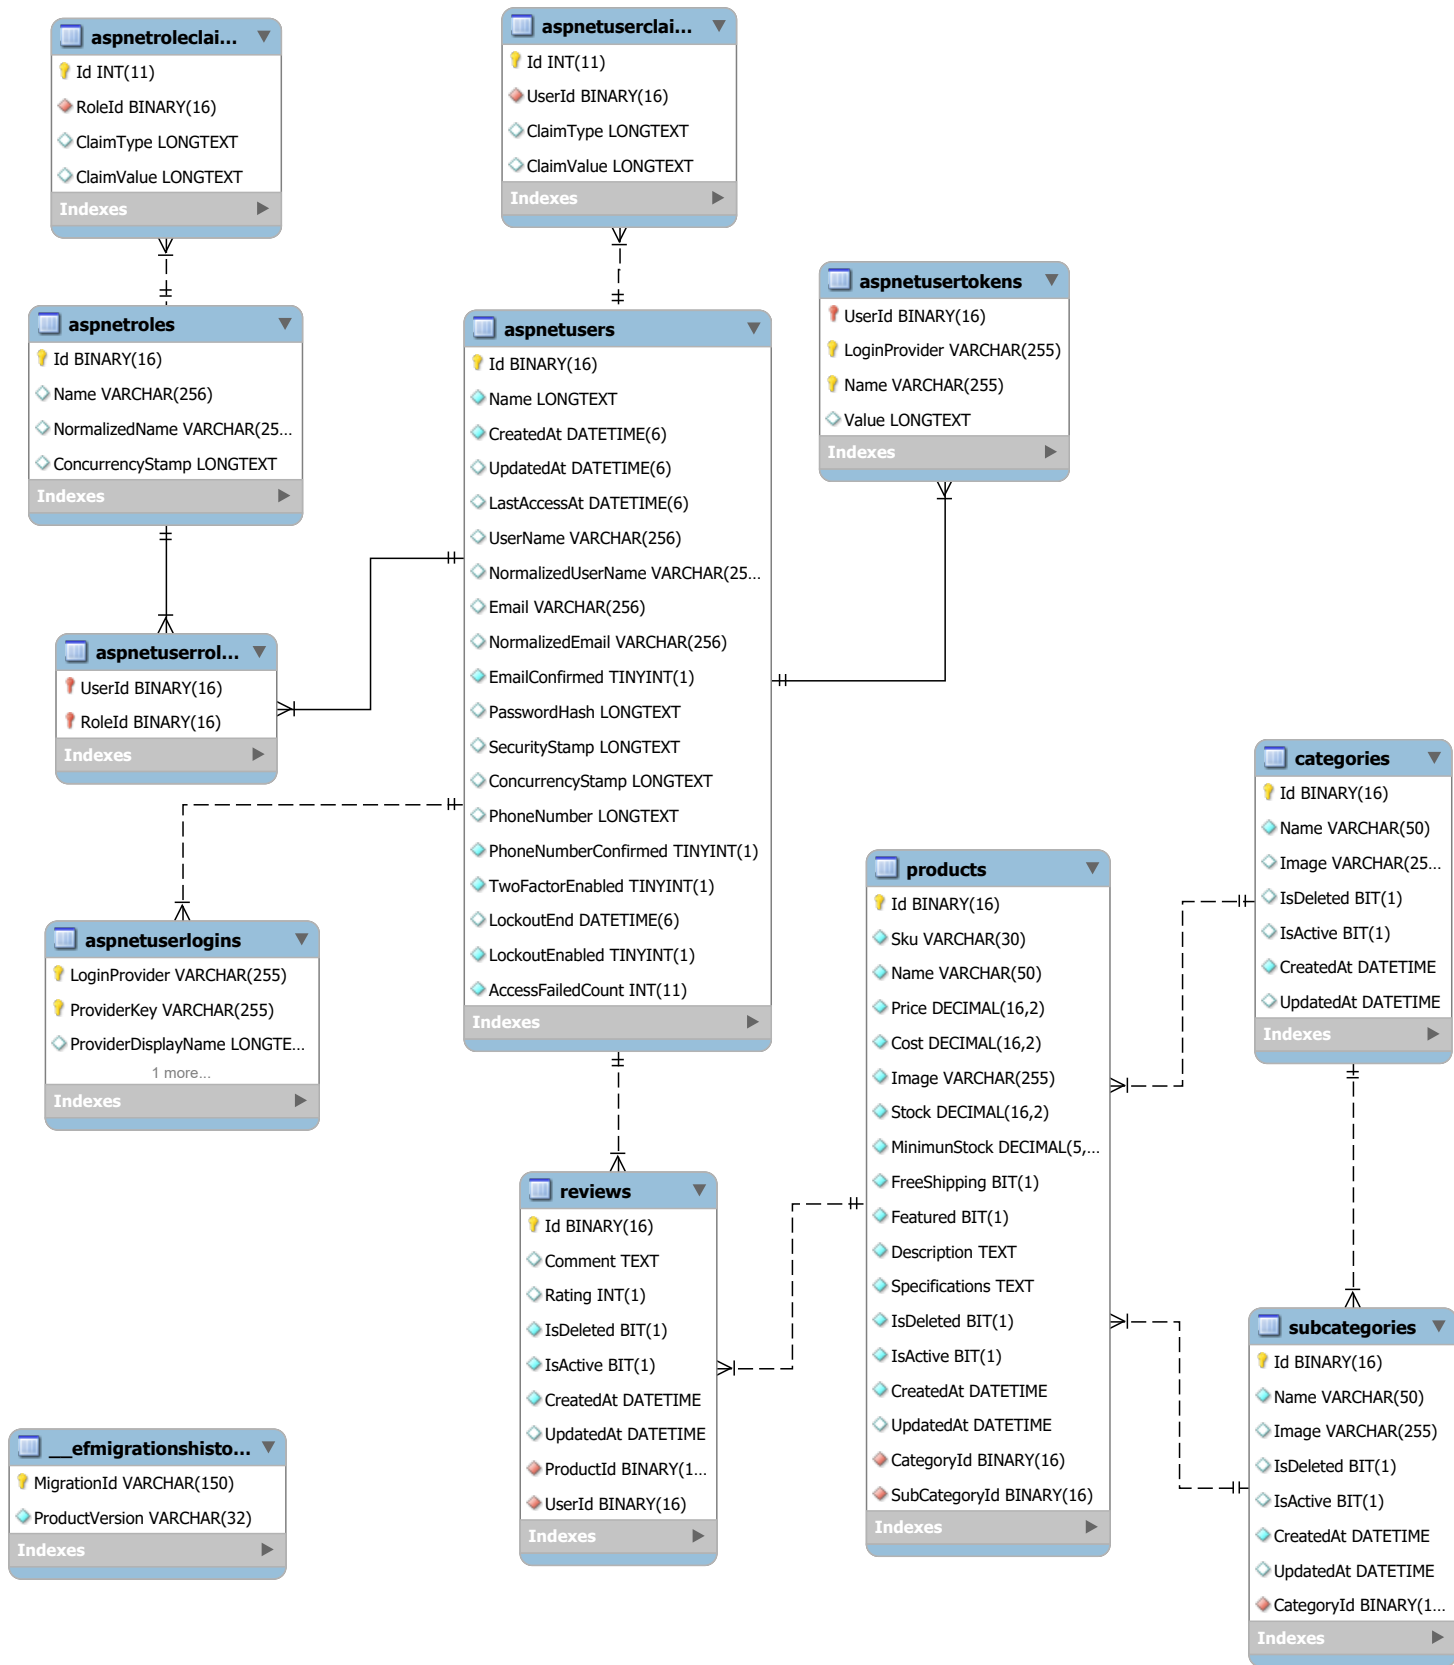 aspnetroleclai...
Id INT(11)
RoleId BINARY(16)
ClaimType LONGTEXT
ClaimValue LONGTEXT
Indexes
aspnetuserclai...
Id INT(11)
UserId BINARY(16)
ClaimType LONGTEXT
ClaimValue LONGTEXT
Indexes
aspnetusertokens
UserId BINARY(16)
LoginProvider VARCHAR(255)
Name VARCHAR(255)
Value LONGTEXT
Indexes
aspnetroles
Id BINARY(16)
Name VARCHAR(256)
NormalizedName VARCHAR(25...
ConcurrencyStamp LONGTEXT
Indexes
aspnetusers
Id BINARY(16)
Name LONGTEXT
CreatedAt DATETIME(6)
UpdatedAt DATETIME(6)
LastAccessAt DATETIME(6)
UserName VARCHAR(256)
NormalizedUserName VARCHAR(25...
Email VARCHAR(256)
NormalizedEmail VARCHAR(256)
EmailConfirmed TINYINT(1)
PasswordHash LONGTEXT
SecurityStamp LONGTEXT
ConcurrencyStamp LONGTEXT
PhoneNumber LONGTEXT
PhoneNumberConfirmed TINYINT(1)
TwoFactorEnabled TINYINT(1)
LockoutEnd DATETIME(6)
LockoutEnabled TINYINT(1)
AccessFailedCount INT(11)
Indexes
aspnetuserrol...
UserId BINARY(16)
RoleId BINARY(16)
Indexes
aspnetuserlogins
LoginProvider VARCHAR(255)
ProviderKey VARCHAR(255)
ProviderDisplayName LONGTE...
1 more...
Indexes
categories
Id BINARY(16)
Name VARCHAR(50)
Image VARCHAR(25...
IsDeleted BIT(1)
IsActive BIT(1)
CreatedAt DATETIME
UpdatedAt DATETIME
Indexes
products
Id BINARY(16)
Sku VARCHAR(30)
Name VARCHAR(50)
Price DECIMAL(16,2)
Cost DECIMAL(16,2)
Image VARCHAR(255)
Stock DECIMAL(16,2)
MinimunStock DECIMAL(5,...
FreeShipping BIT(1)
Featured BIT(1)
Description TEXT
Specifications TEXT
IsDeleted BIT(1)
IsActive BIT(1)
CreatedAt DATETIME
UpdatedAt DATETIME
CategoryId BINARY(16)
SubCategoryId BINARY(16)
Indexes
reviews
Id BINARY(16)
Comment TEXT
Rating INT(1)
IsDeleted BIT(1)
IsActive BIT(1)
CreatedAt DATETIME
UpdatedAt DATETIME
ProductId BINARY(1...
UserId BINARY(16)
Indexes
subcategories
Id BINARY(16)
Name VARCHAR(50)
Image VARCHAR(255)
IsDeleted BIT(1)
IsActive BIT(1)
CreatedAt DATETIME
UpdatedAt DATETIME
CategoryId BINARY(1...
Indexes
__efmigrationshisto...
MigrationId VARCHAR(150)
ProductVersion VARCHAR(32)
Indexes